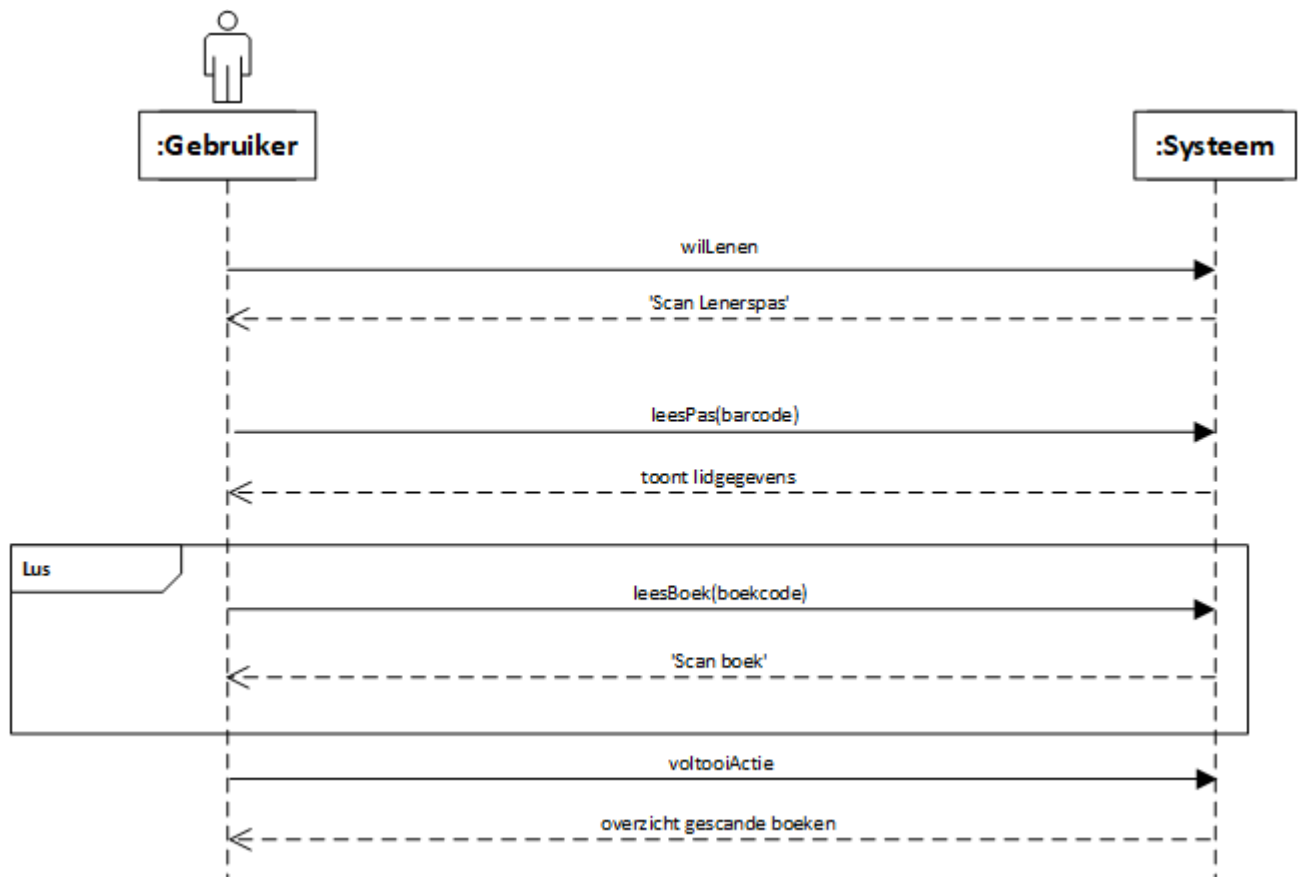 :Gebruiker
:Systeem
wilLenen
'Scan Lenerspas'
leesPas(barcode)
toont lidgegevens
Lus
leesBoek(boekcode)
'Scan boek'
voltooiActie
overzicht gescande boeken